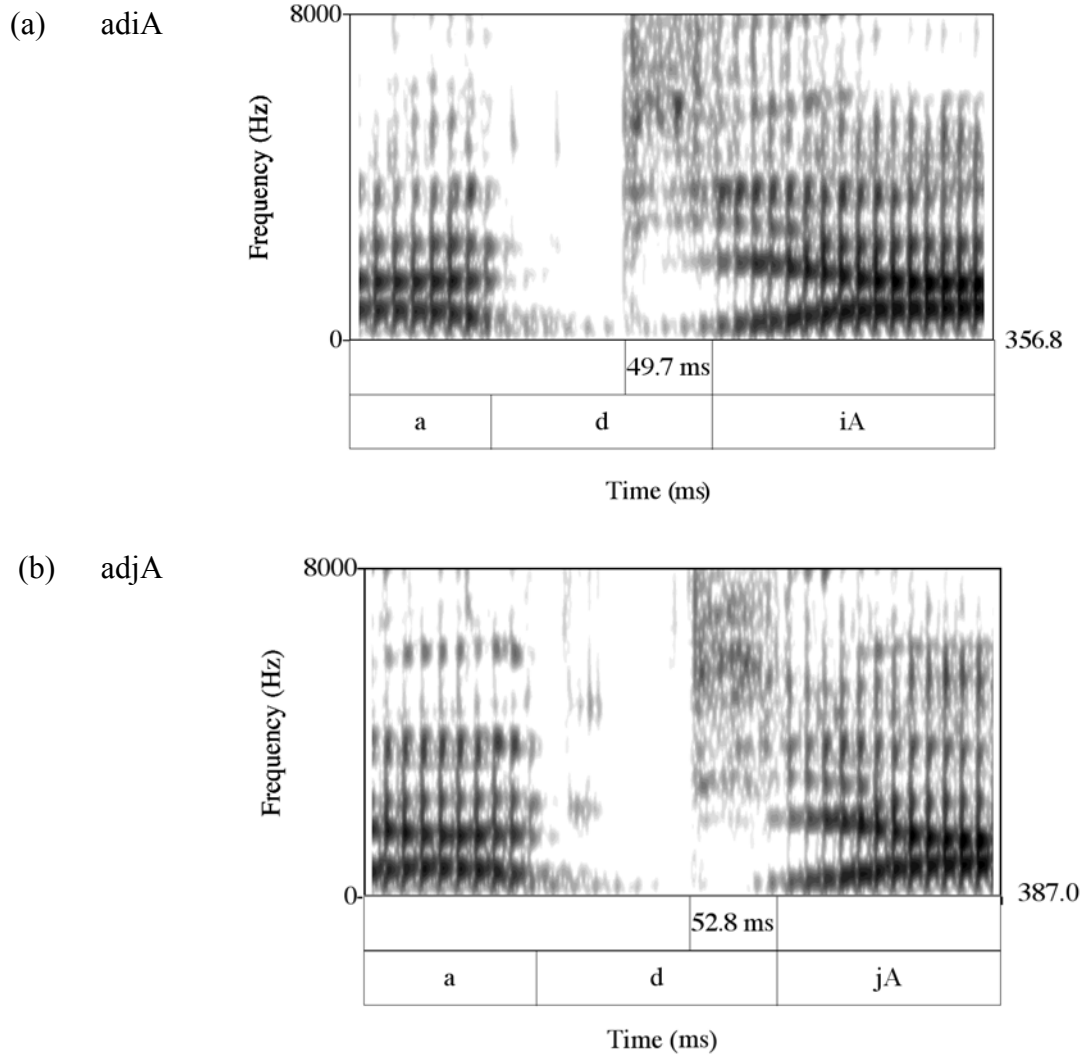 (a) adiA
8000
Frequency (Hz)
0
356.8
49.7 ms
a d iA
Time (ms)
(b) adjA
8000
Frequency (Hz)
0
387.0
52.8 ms
a d jA
Time (ms)